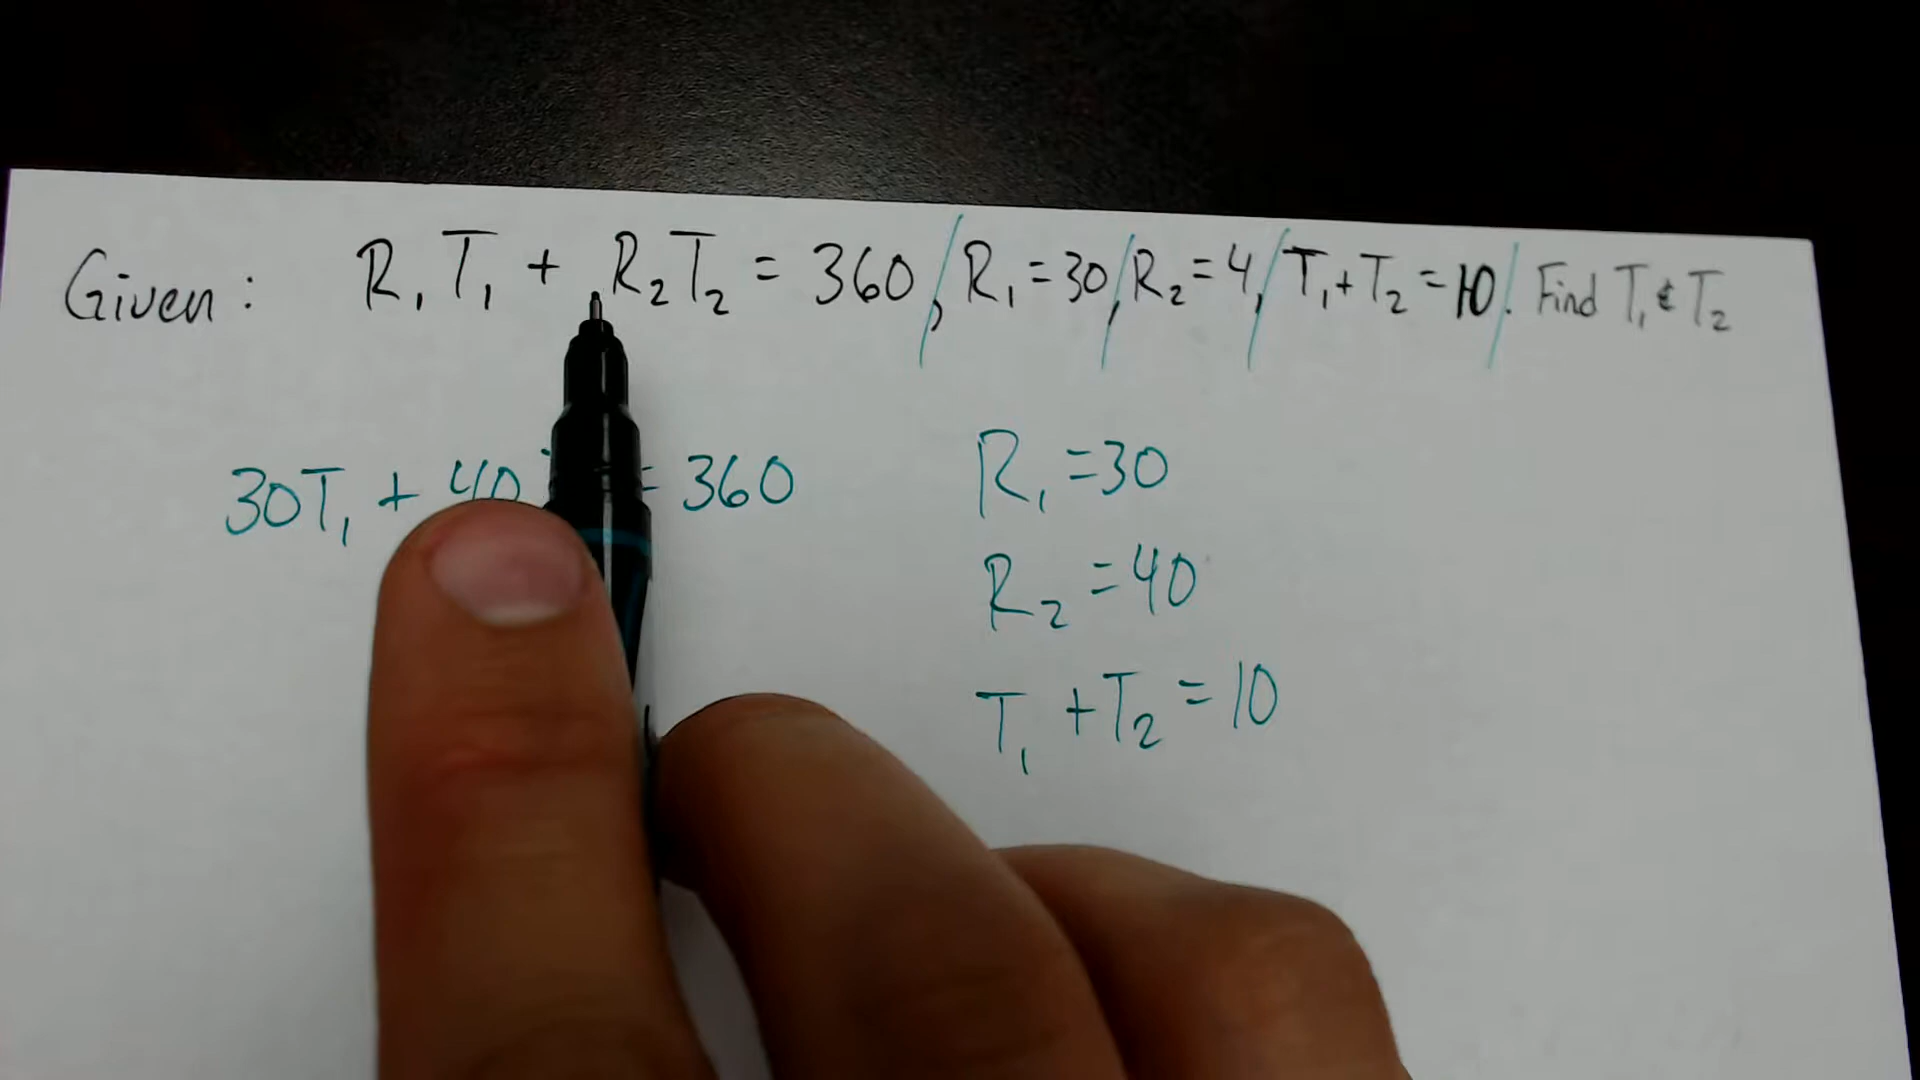 Given: R₁T₁ + R₂T₂ = 360, R₁=30, R₂=4, T₁+T₂=10. Find T₁ & T₂
30T₁ + 40 = 360
R₁=30
R₂=40
T₁+T₂=10